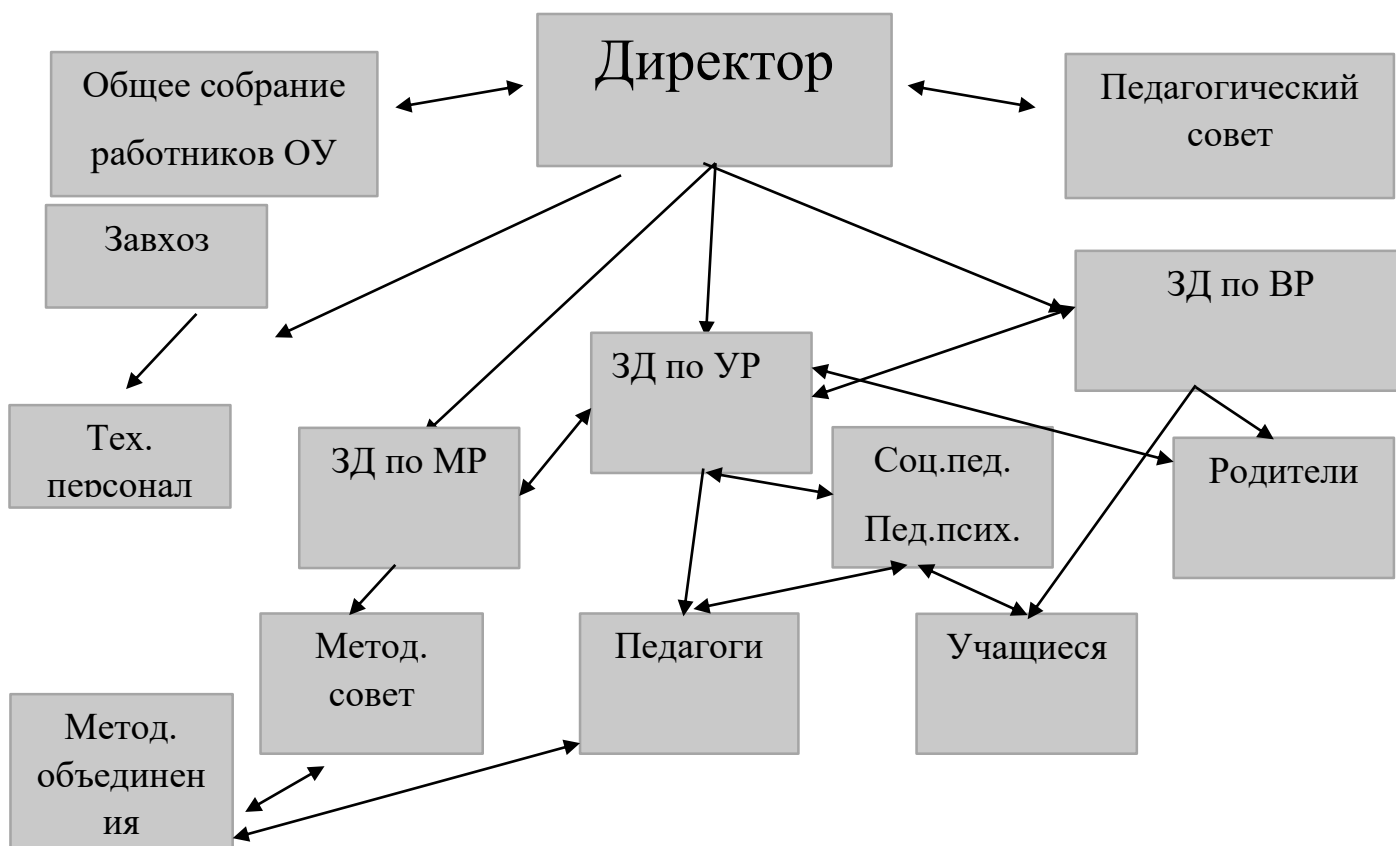 Директор
Общее собрание
работников ОУ
Педагогический
совет
Завхоз
ЗД по ВР
ЗД по УР
Тех.
персонал
ЗД по МР
Соц.пед.
Пед.псих.
Родители
Метод.
совет
Педагоги
Учащиеся
Метод.
объединен
ия